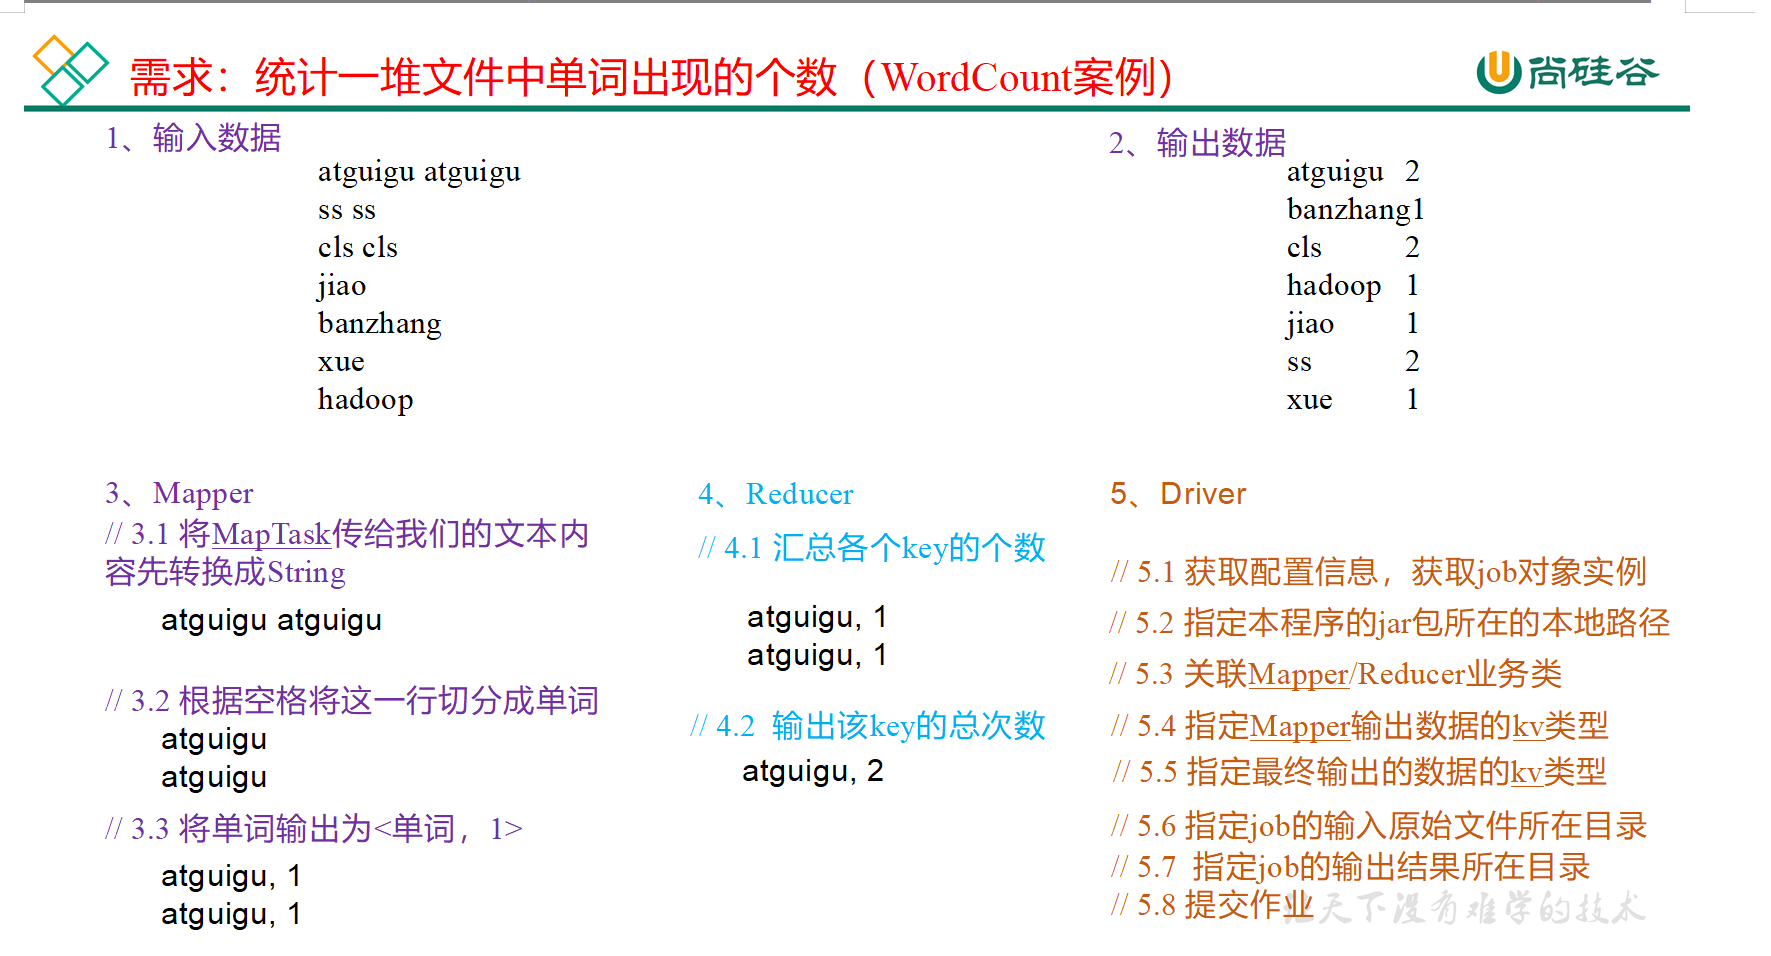 需求：统计一堆文件中单词出现的个数（WordCount案例）
尚硅谷
1、输入数据
atguigu atguigu
ss ss
cls cls
jiao
banzhang
xue
hadoop
2、输出数据
atguigu 2
banzhang1
cls 2
hadoop 1
jiao 1
ss 2
xue 1
3、Mapper
// 3.1 将MapTask传给我们的文本内
容先转换成String
atguigu atguigu
// 3.2 根据空格将这一行切分成单词
atguigu
atguigu
// 3.3 将单词输出为<单词，1>
atguigu, 1
atguigu, 1
4、Reducer
// 4.1 汇总各个key的个数
atguigu, 1
atguigu, 1
// 4.2 输出该key的总次数
atguigu, 2
5、Driver
// 5.1 获取配置信息，获取job对象实例
// 5.2 指定本程序的jar包所在的本地路径
// 5.3 关联Mapper/Reducer业务类
// 5.4 指定Mapper输出数据的kv类型
// 5.5 指定最终输出的数据的kv类型
// 5.6 指定job的输入原始文件所在目录
// 5.7 指定job的输出结果所在目录
// 5.8 提交作业
让天下没有难学的技术